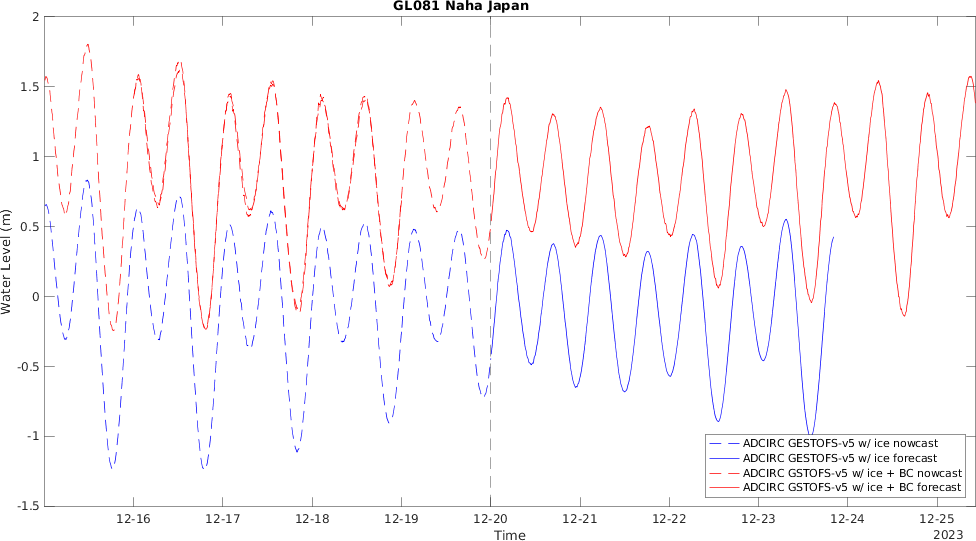 GL081 Naha Japan
2
1.5
1
0.5
0
-0.5
-1
-1.5
Water Level (m)
12-16 12-17 12-18 12-19 12-20 12-21 12-22 12-23 12-24 12-25
Time
2023
ADCIRC GESTOFS-v5 w/ ice nowcast
ADCIRC GESTOFS-v5 w/ ice forecast
ADCIRC GSTOFS-v5 w/ ice + BC nowcast
ADCIRC GSTOFS-v5 w/ ice + BC forecast